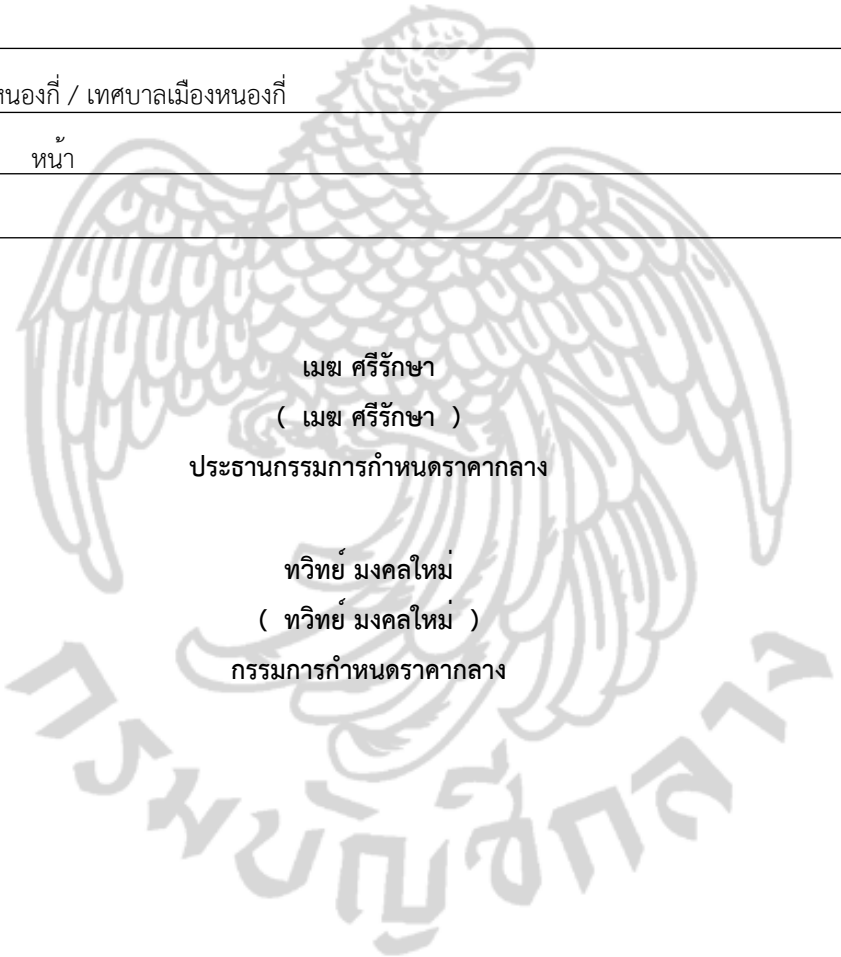 หนองกี่ / เทศบาลเมืองหนองกี่
หน้า
เมฆ ศรีรักษา
( เมฆ ศรีรักษา )
ประธานกรรมการกำหนดราคากลาง
ทวิทย์ มงคลใหม่
( ทวิทย์ มงคลใหม่ )
กรรมการกำหนดราคากลาง
กรมบัญชีกลาง